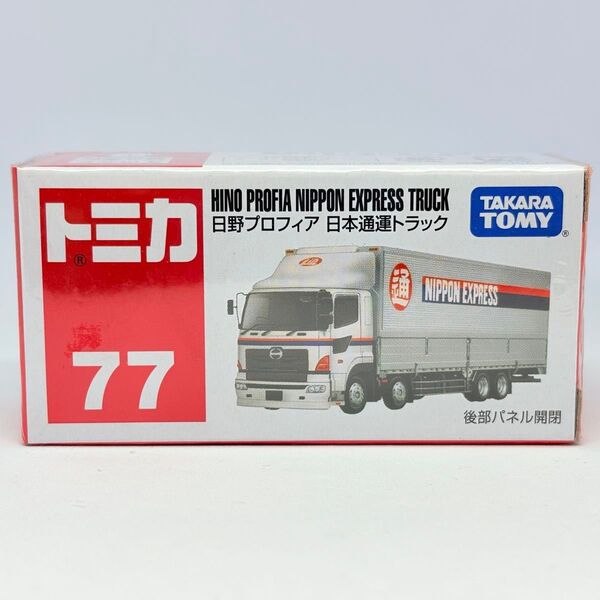 トミカ
®
77
HINO PROFIA NIPPON EXPRESS TRUCK
日野プロフィア 日本通運トラック
TAKARA
TOMY
®
通
通
NIPPON EXPRESS
後部パネル開閉